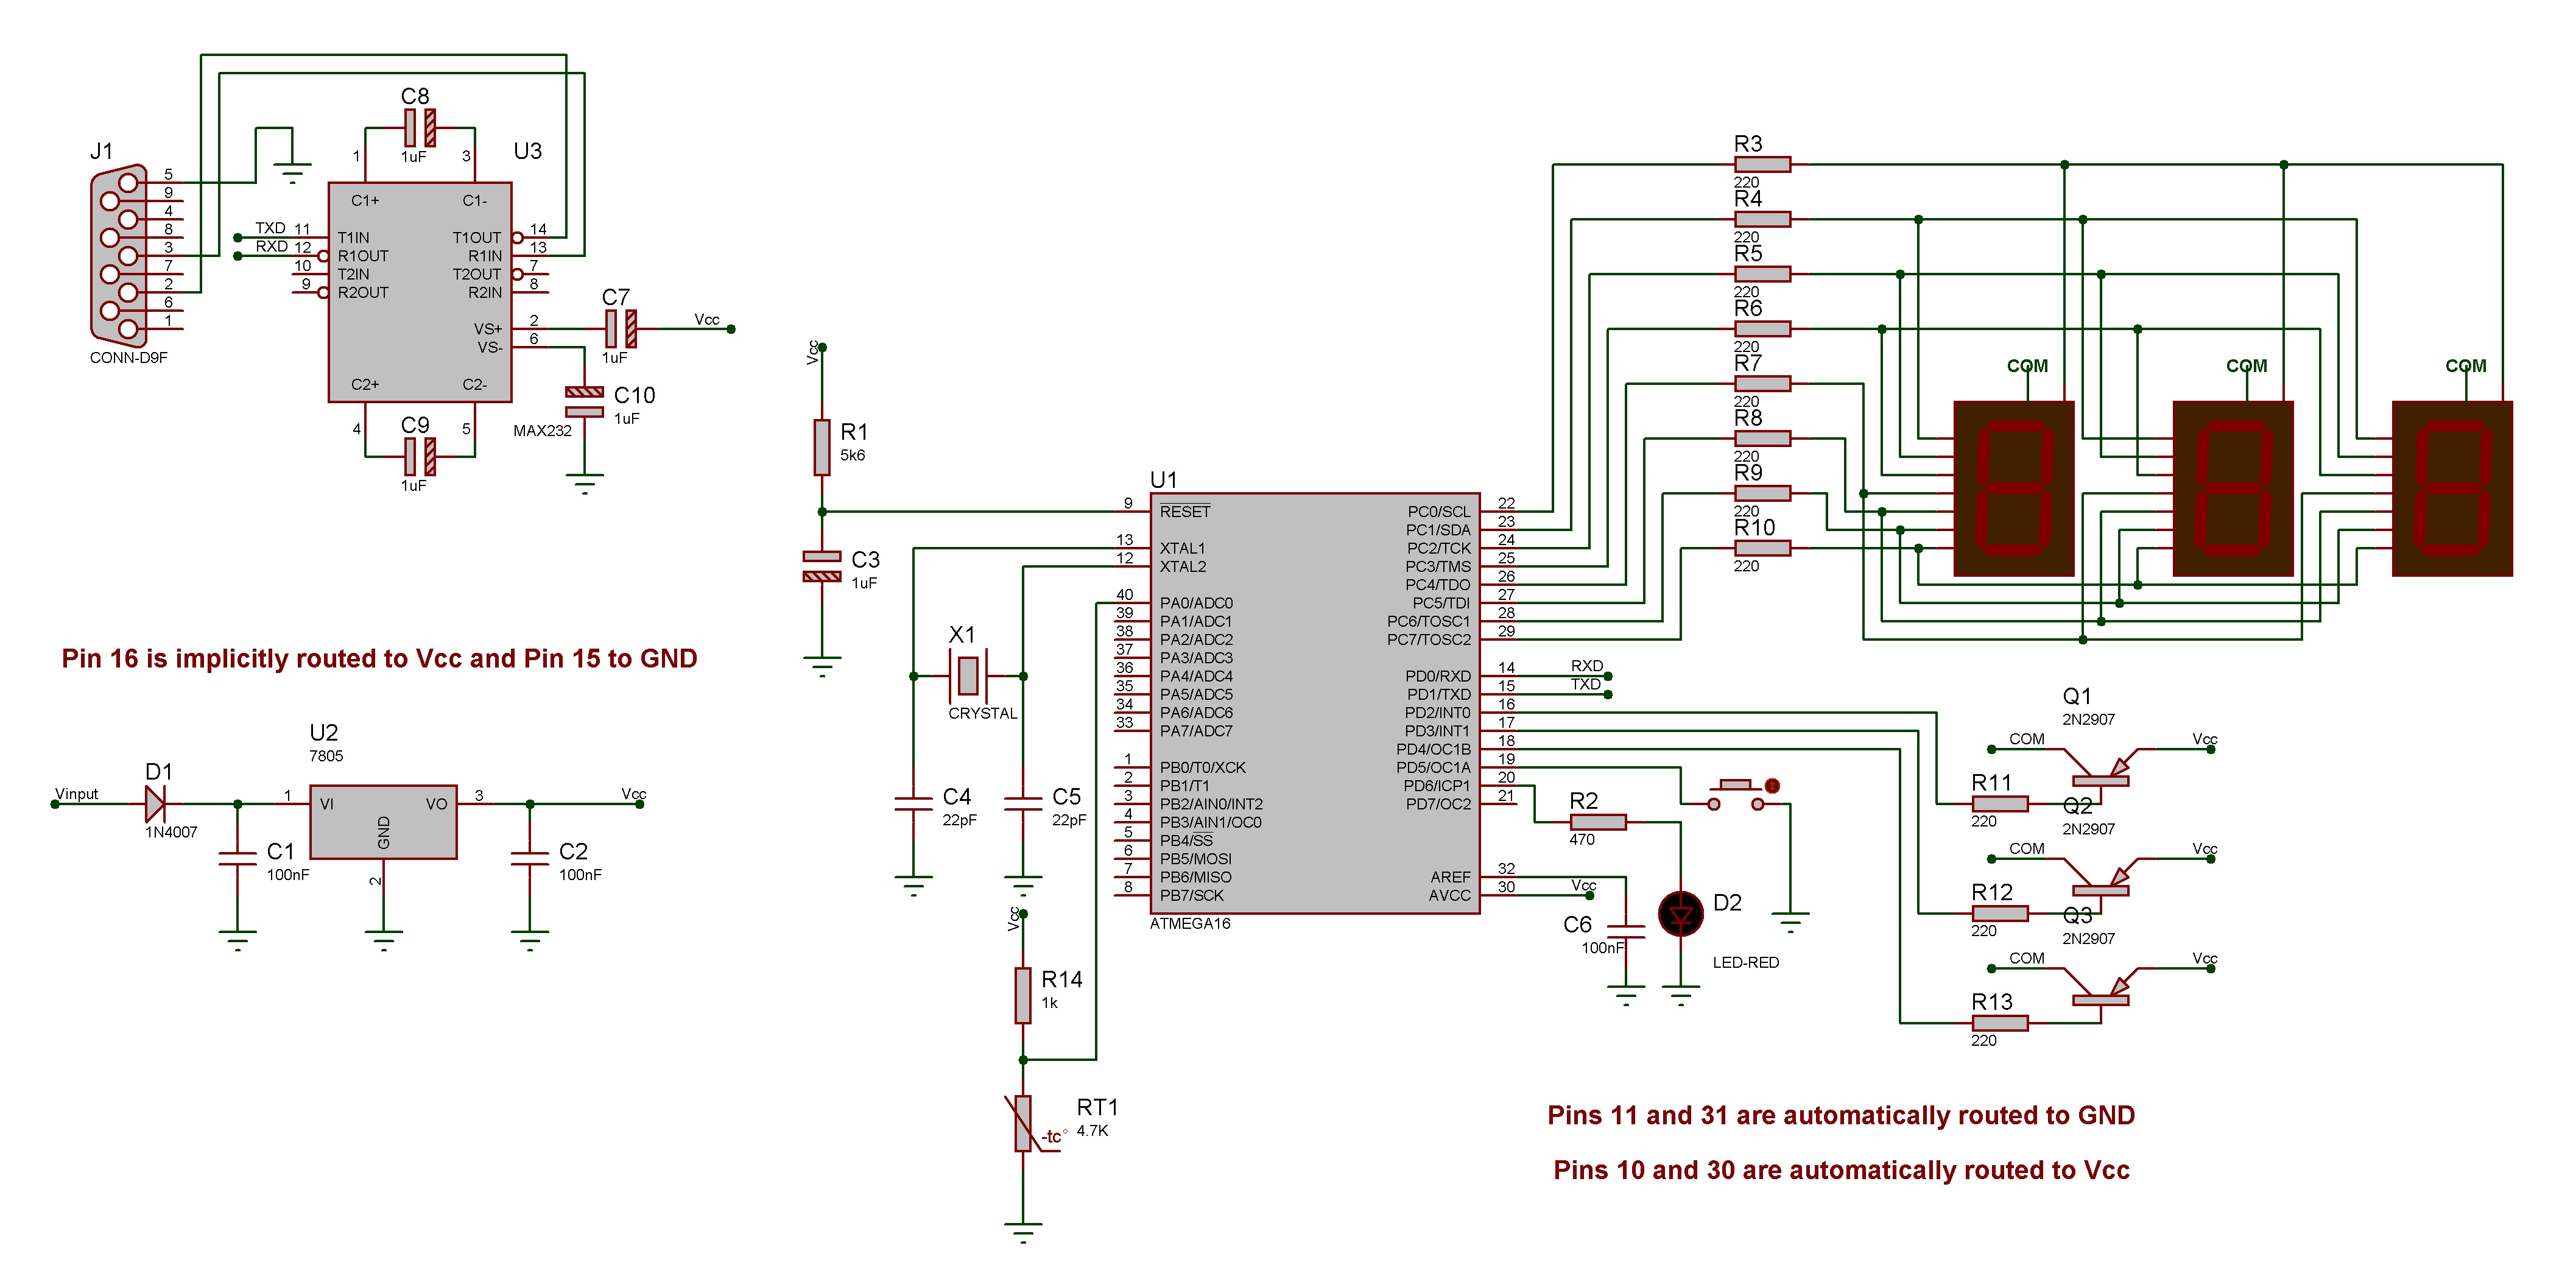 J1
5
9
4
8
3
7
2
6
1
CONN-D9F
C8
1uF
1
3
U3
C1+
C1-
TXD 11 T1IN
RXD 12 R1OUT
10 T2IN
9 R2OUT
T1OUT 14
R1IN 13
T2OUT 7
R2IN 8
VS+ 2
VS- 6
C2+
C2-
4
5
C9
1uF
MAX232
C7
1uF
Vcc
C10
1uF
Pin 16 is implicitly routed to Vcc and Pin 15 to GND
U2
7805
Vinput
D1
1N4007
1
VI
VO
3
GND
2
Vcc
C1
100nF
C2
100nF
Vcc
R1
5k6
C3
1uF
X1
CRYSTAL
C4
22pF
C5
22pF
Vcc
R14
1k
RT1
4.7K
-tc°
U1
9 RESET
13 XTAL1
12 XTAL2
40 PA0/ADC0
39 PA1/ADC1
38 PA2/ADC2
37 PA3/ADC3
36 PA4/ADC4
35 PA5/ADC5
34 PA6/ADC6
33 PA7/ADC7
1 PB0/T0/XCK
2 PB1/T1
3 PB2/AIN0/INT2
4 PB3/AIN1/OC0
5 PB4/SS
6 PB5/MOSI
7 PB6/MISO
8 PB7/SCK
PC0/SCL 22
PC1/SDA 23
PC2/TCK 24
PC3/TMS 25
PC4/TDO 26
PC5/TDI 27
PC6/TOSC1 28
PC7/TOSC2 29
PD0/RXD 14 RXD
PD1/TXD 15 TXD
PD2/INT0 16
PD3/INT1 17
PD4/OC1B 18
PD5/OC1A 19
PD6/ICP1 20
PD7/OC2 21
AREF 32
AVCC 30 Vcc
ATMEGA16
R3
220
R4
220
R5
220
R6
220
R7
220
R8
220
R9
220
R10
220
COM
COM
COM
R2
470
C6
100nF
D2
LED-RED
Q1
2N2907
COM
Vcc
R11
220
Q2
2N2907
COM
Vcc
R12
220
Q3
2N2907
COM
Vcc
R13
220
Pins 11 and 31 are automatically routed to GND
Pins 10 and 30 are automatically routed to Vcc